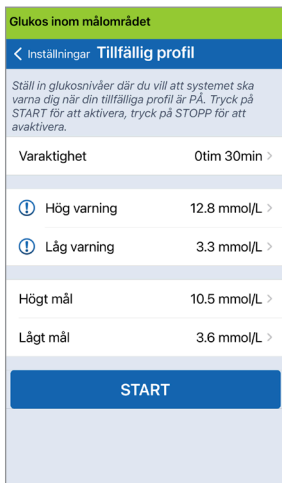 Glukos inom målområdet
Inställningar Tillfällig profil
Ställ in glukosnivåer där du vill att systemet ska
varna dig när din tillfälliga profil är PÅ. Tryck på
START för att aktivera, tryck på STOPP för att
avaktivera.
Varaktighet 0tim 30min
Hög varning 12.8 mmol/L
Låg varning 3.3 mmol/L
Högt mål 10.5 mmol/L
Lågt mål 3.6 mmol/L
START